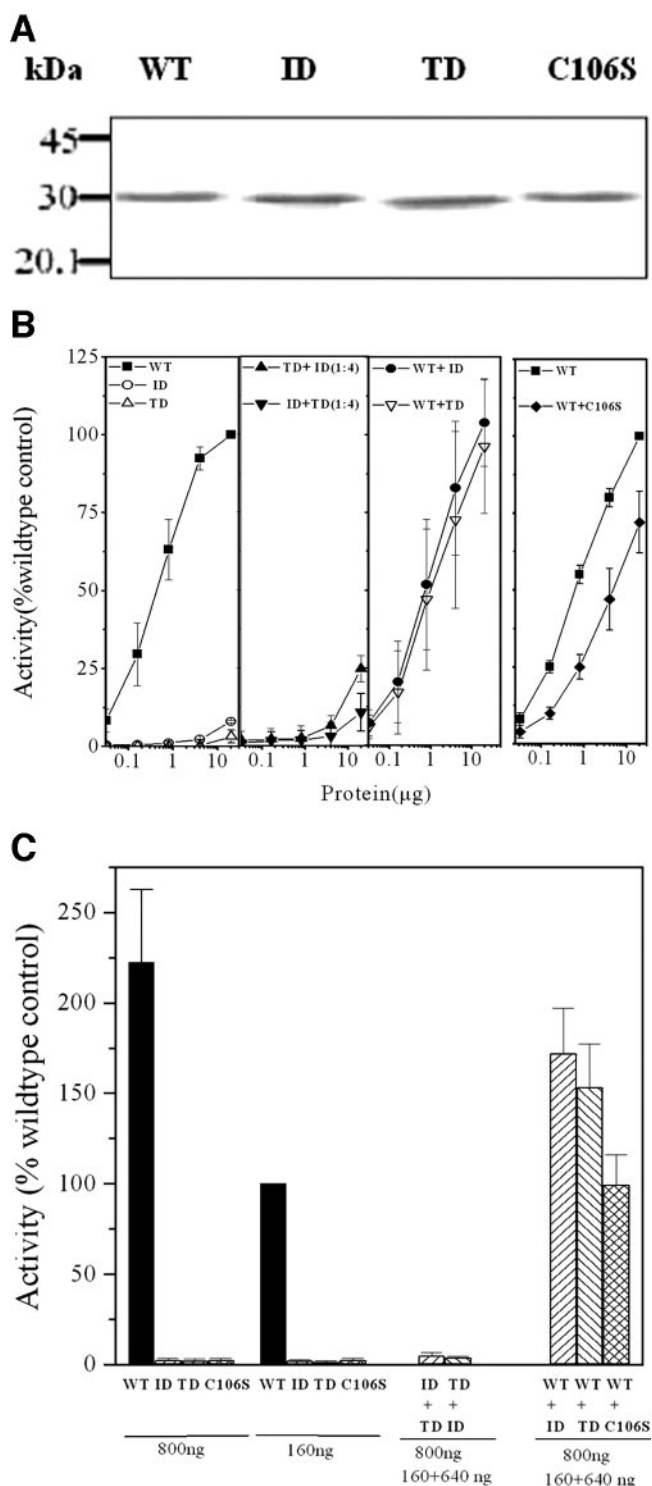 A
kDa WT ID TD C106S
45
30
20.1
B
Activity(%wildtype control)
125
100
75
50
25
0
WT
ID
TD
TD+ ID(1:4)
ID+TD(1:4)
WT+ ID
WT+TD
WT
WT+C106S
0.1 1 10 0.1 1 10 0.1 1 10 0.1 1 10
Protein(µg)
C
Activity (% wildtype control)
250
200
150
100
50
0
WT ID TD C106S WT ID TD C106S
ID TD
+ +
TD ID
WT WT WT
+ + +
ID TD C106S
800ng 160ng 800ng 800ng
160+640 ng 160+640 ng